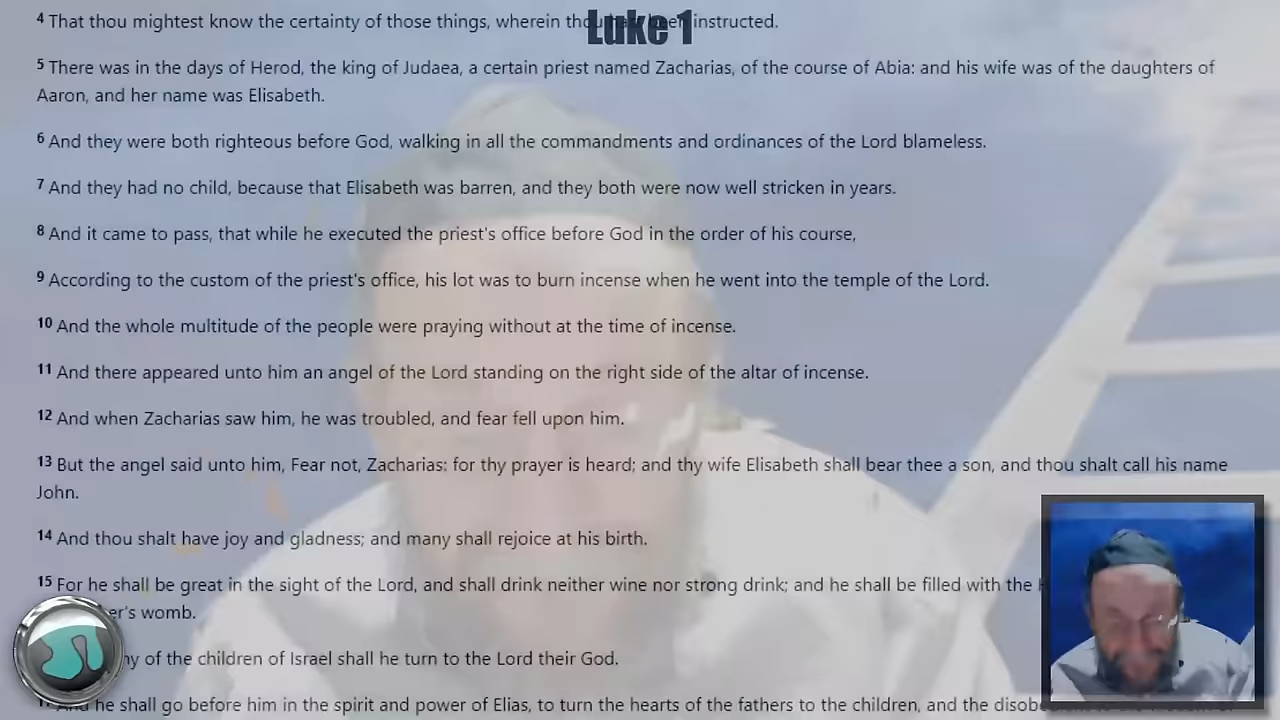 Luke 1
4 That thou mightest know the certainty of those things, wherein thou hast been instructed.
5 There was in the days of Herod, the king of Judaea, a certain priest named Zacharias, of the course of Abia: and his wife was of the daughters of
Aaron, and her name was Elisabeth.
6 And they were both righteous before God, walking in all the commandments and ordinances of the Lord blameless.
7 And they had no child, because that Elisabeth was barren, and they both were now well stricken in years.
8 And it came to pass, that while he executed the priest's office before God in the order of his course,
9 According to the custom of the priest's office, his lot was to burn incense when he went into the temple of the Lord.
10 And the whole multitude of the people were praying without at the time of incense.
11 And there appeared unto him an angel of the Lord standing on the right side of the altar of incense.
12 And when Zacharias saw him, he was troubled, and fear fell upon him.
13 But the angel said unto him, Fear not, Zacharias: for thy prayer is heard; and thy wife Elisabeth shall bear thee a son, and thou shalt call his name
John.
14 And thou shalt have joy and gladness; and many shall rejoice at his birth.
15 For he shall be great in the sight of the Lord, and shall drink neither wine nor strong drink; and he shall be filled with the
womb.
of the children of Israel shall he turn to the Lord their God.
And he shall go before him in the spirit and power of Elias, to turn the hearts of the fathers to the children, and the